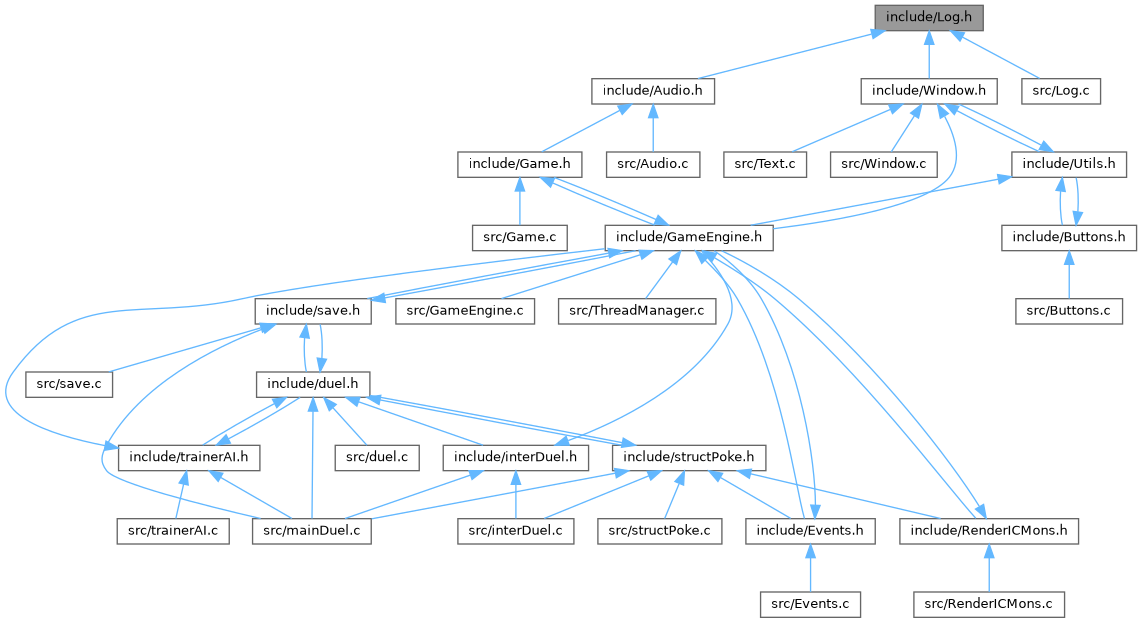 include/Log.h
include/Audio.h
include/Window.h
src/Log.c
include/Game.h
src/Audio.c
src/Text.c
src/Window.c
include/Utils.h
src/Game.c
include/GameEngine.h
include/Buttons.h
include/save.h
src/GameEngine.c
src/ThreadManager.c
src/Buttons.c
src/save.c
include/duel.h
include/trainerAI.h
src/duel.c
include/interDuel.h
include/structPoke.h
src/trainerAI.c
src/mainDuel.c
src/interDuel.c
src/structPoke.c
include/Events.h
include/RenderICMons.h
src/Events.c
src/RenderICMons.c